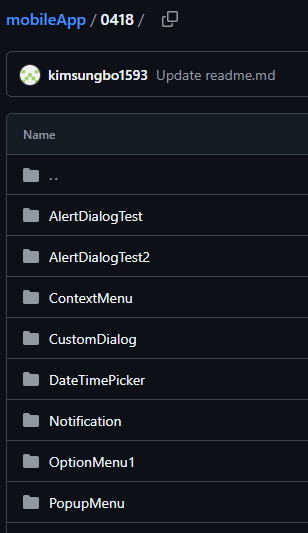 mobileApp / 0418 /
kimsungbo1593 Update readme.md
Name
..
AlertDialogTest
AlertDialogTest2
ContextMenu
CustomDialog
DateTimePicker
Notification
OptionMenu1
PopupMenu